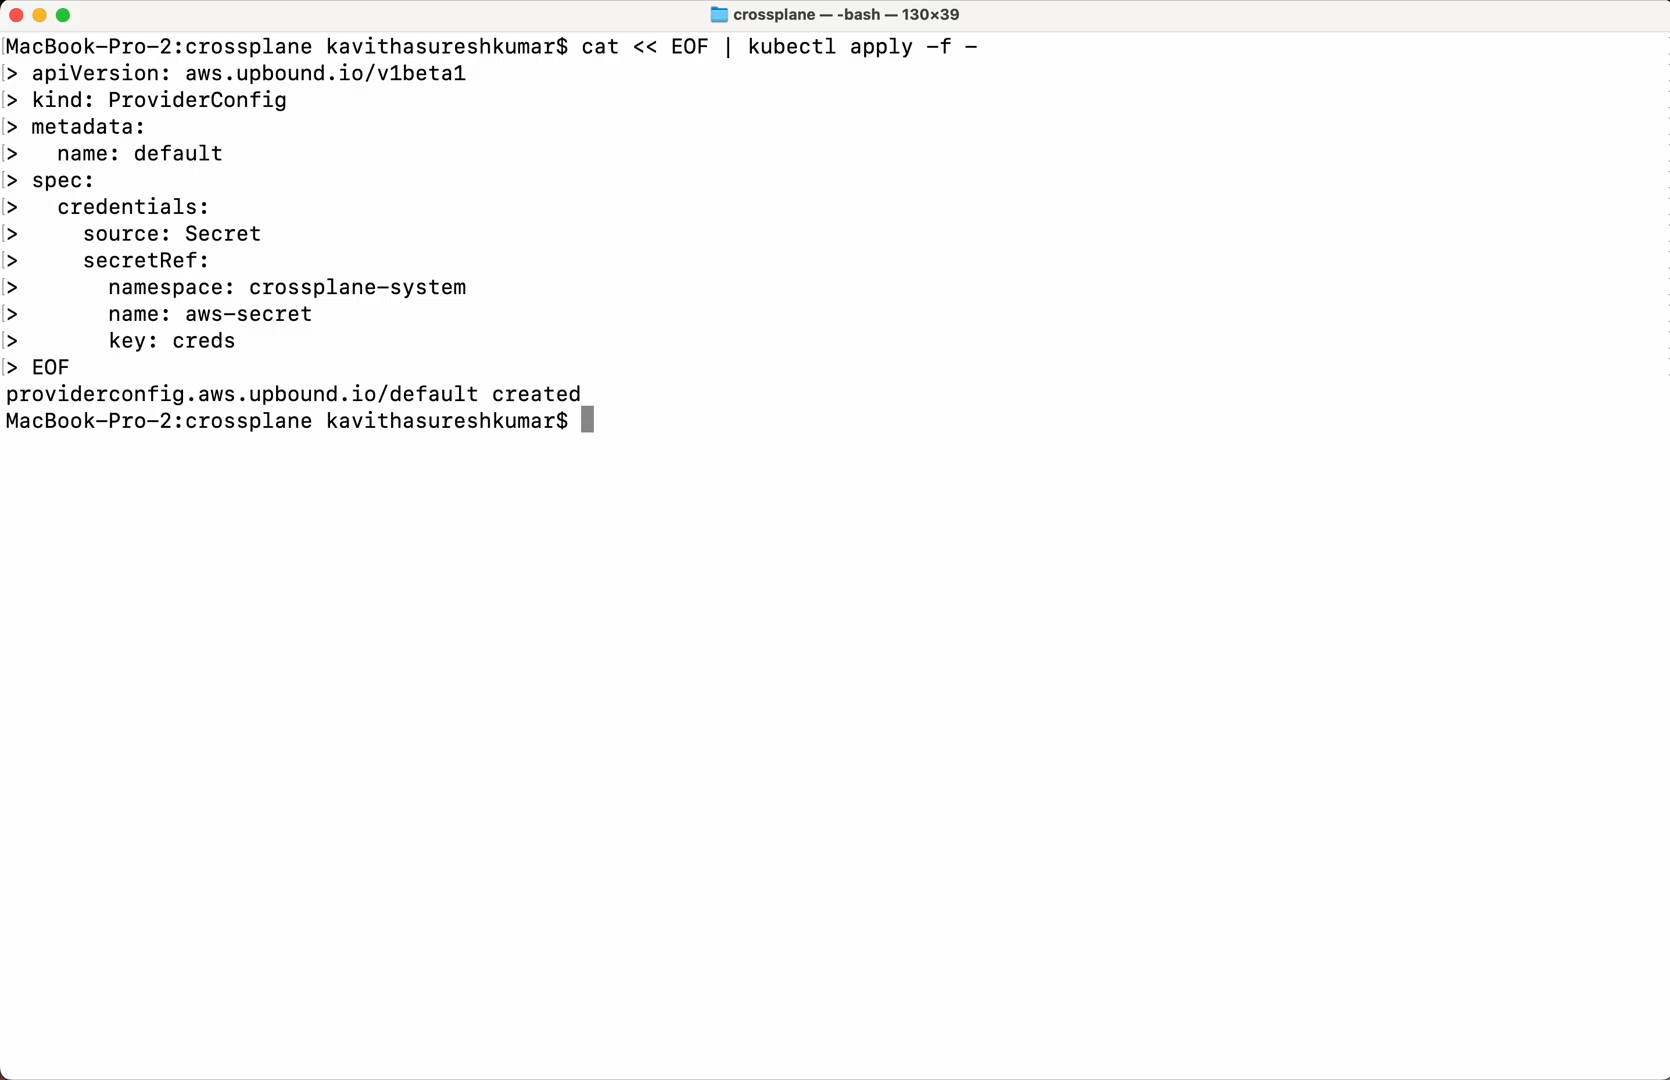 crossplane — -bash — 130×39
MacBook-Pro-2:crossplane kavithasureshkumar$ cat << EOF | kubectl apply -f -
> apiVersion: aws.upbound.io/v1beta1
> kind: ProviderConfig
> metadata:
>   name: default
> spec:
>   credentials:
>     source: Secret
>     secretRef:
>       namespace: crossplane-system
>       name: aws-secret
>       key: creds
> EOF
providerconfig.aws.upbound.io/default created
MacBook-Pro-2:crossplane kavithasureshkumar$